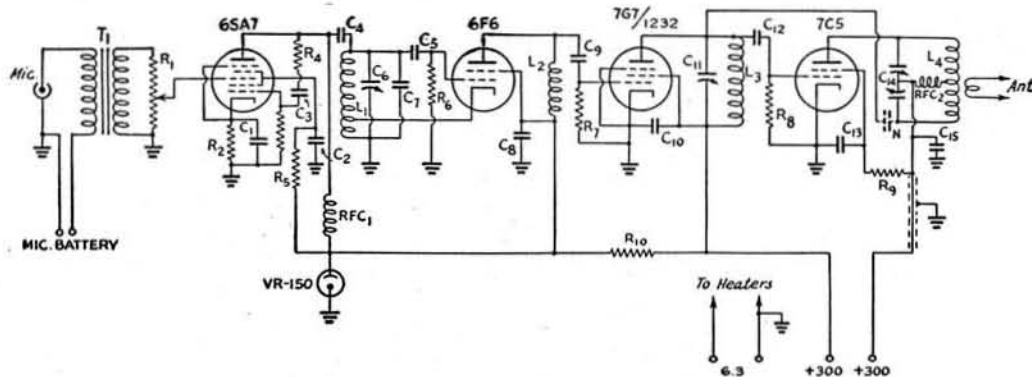 Mic.
T1
R1
MIC. BATTERY
6SA7
R4
C4
C3
R2
C1
R5
C2
RFC1
VR-150
L1
C6
C7
C5
R6
6F6
C8
L2
C9
R7
7G7/1232
C10
C11
L3
C12
R8
7C5
C13
C14
L4
RFC2
N
C15
R9
Ant
R10
To Heaters
6.3
+300
+300